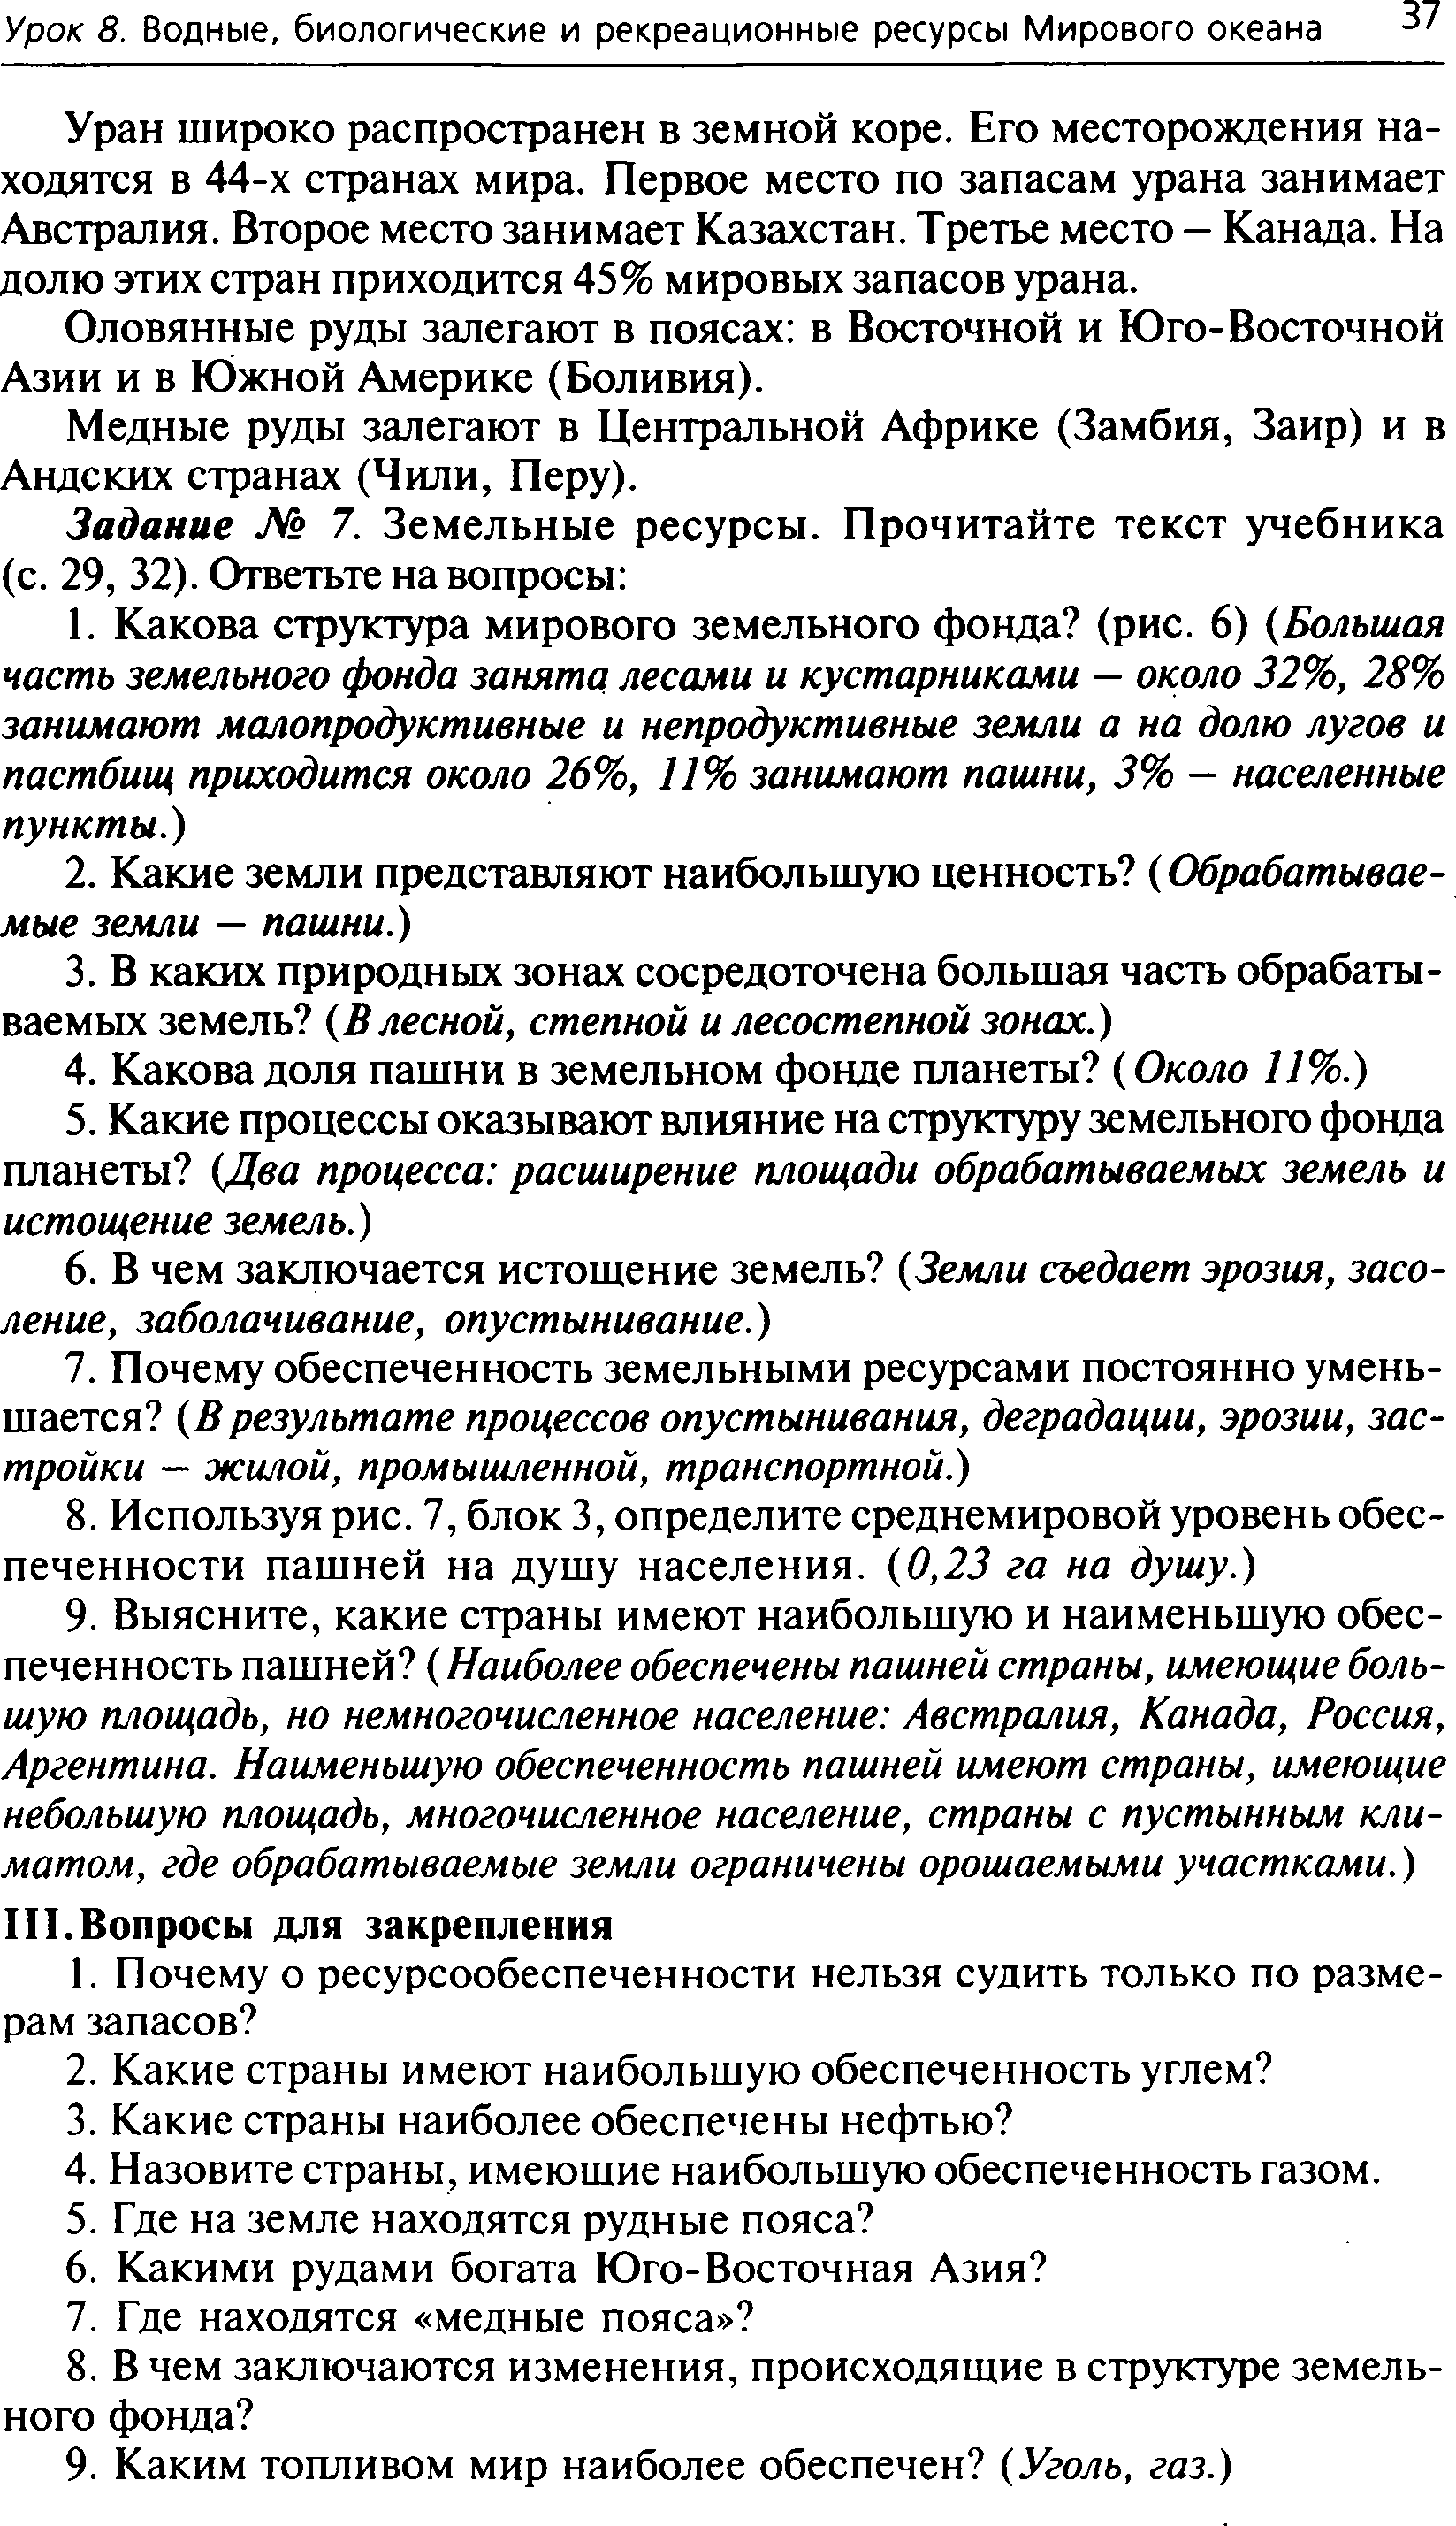 Урок 8. Водные, биологические и рекреационные ресурсы Мирового океана 37
Уран широко распространен в земной коре. Его месторождения на-
ходятся в 44-х странах мира. Первое место по запасам урана занимает
Австралия. Второе место занимает Казахстан. Третье место – Канада. На
долю этих стран приходится 45% мировых запасов урана.
Оловянные руды залегают в поясах: в Восточной и Юго-Восточной
Азии и в Южной Америке (Боливия).
Медные руды залегают в Центральной Африке (Замбия, Заир) и в
Андских странах (Чили, Перу).
Задание № 7. Земельные ресурсы. Прочитайте текст учебника
(с. 29, 32). Ответьте на вопросы:
1. Какова структура мирового земельного фонда? (рис. 6) (Большая
часть земельного фонда занята лесами и кустарниками – около 32%, 28%
занимают малопродуктивные и непродуктивные земли а на долю лугов и
пастбищ приходится около 26%, 11% занимают пашни, 3% – населенные
пункты.)
2. Какие земли представляют наибольшую ценность? (Обрабатывае-
мые земли – пашни.)
3. В каких природных зонах сосредоточена большая часть обрабаты-
ваемых земель? (В лесной, степной и лесостепной зонах.)
4. Какова доля пашни в земельном фонде планеты? (Около 11%.)
5. Какие процессы оказывают влияние на структуру земельного фонда
планеты? (Два процесса: расширение площади обрабатываемых земель и
истощение земель.)
6. В чем заключается истощение земель? (Земли съедает эрозия, засо-
ление, заболачивание, опустынивание.)
7. Почему обеспеченность земельными ресурсами постоянно умень-
шается? (В результате процессов опустынивания, деградации, эрозии, зас-
тройки – жилой, промышленной, транспортной.)
8. Используя рис. 7, блок 3, определите среднемировой уровень обес-
печенности пашней на душу населения. (0,23 га на душу.)
9. Выясните, какие страны имеют наибольшую и наименьшую обес-
печенность пашней? (Наиболее обеспечены пашней страны, имеющие боль-
шую площадь, но немногочисленное население: Австралия, Канада, Россия,
Аргентина. Наименьшую обеспеченность пашней имеют страны, имеющие
небольшую площадь, многочисленное население, страны с пустынным кли-
матом, где обрабатываемые земли ограничены орошаемыми участками.)
III. Вопросы для закрепления
1. Почему о ресурсообеспеченности нельзя судить только по разме-
рам запасов?
2. Какие страны имеют наибольшую обеспеченность углем?
3. Какие страны наиболее обеспечены нефтью?
4. Назовите страны, имеющие наибольшую обеспеченность газом.
5. Где на земле находятся рудные пояса?
6. Какими рудами богата Юго-Восточная Азия?
7. Где находятся «медные пояса»?
8. В чем заключаются изменения, происходящие в структуре земель-
ного фонда?
9. Каким топливом мир наиболее обеспечен? (Уголь, газ.)